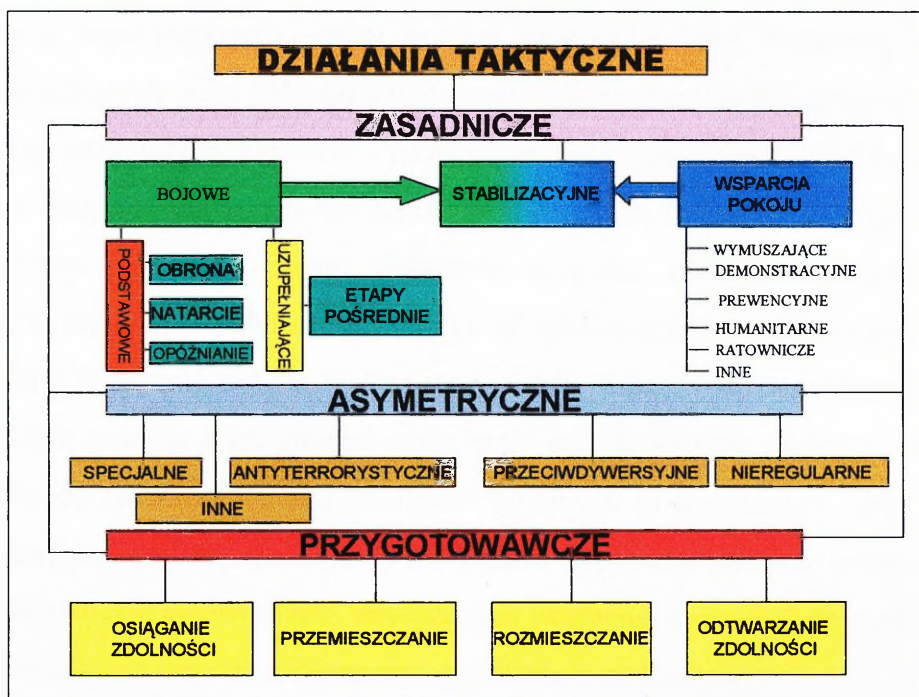 DZIAŁANIA TAKTYCZNE
ZASADNICZE
BOJOWE
STABILIZACYJNE
WSPARCIA
POKOJU
PODSTAWOWE
OBRONA
NATARCIE
OPÓŹNIANIE
UZUPEŁNIAJĄCE
ETAPY
POŚREDNIE
WYMUSZAJĄCE
DEMONSTRACYJNE
PREWENCYJNE
HUMANITARNE
RATOWNICZE
INNE
ASYMETRYCZNE
SPECJALNE
ANTYTERRORYSTYCZNE
PRZECIWDYWERSYJNE
NIEREGULARNE
INNE
PRZYGOTOWAWCZE
OSIĄGANIE
ZDOLNOŚCI
PRZEMIESZCZANIE
ROZMIESZCZANIE
ODTWARZANIE
ZDOLNOŚCI